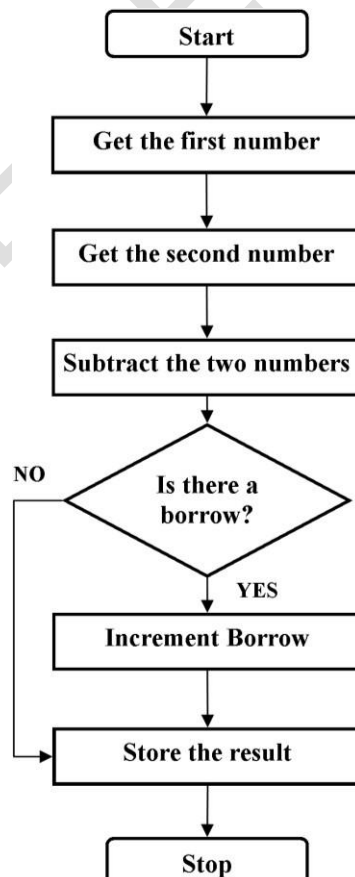 Start
Get the first number
Get the second number
Subtract the two numbers
Is there a
borrow?
NO
YES
Increment Borrow
Store the result
Stop